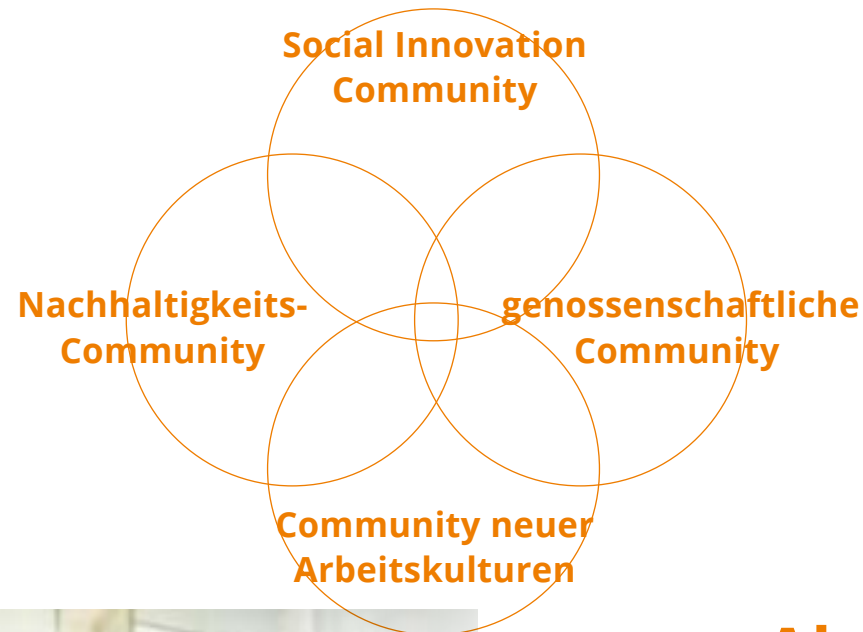 Social Innovation
Community
Nachhaltigkeits-
Community
genossenschaftliche
Community
Community neuer
Arbeitskulturen